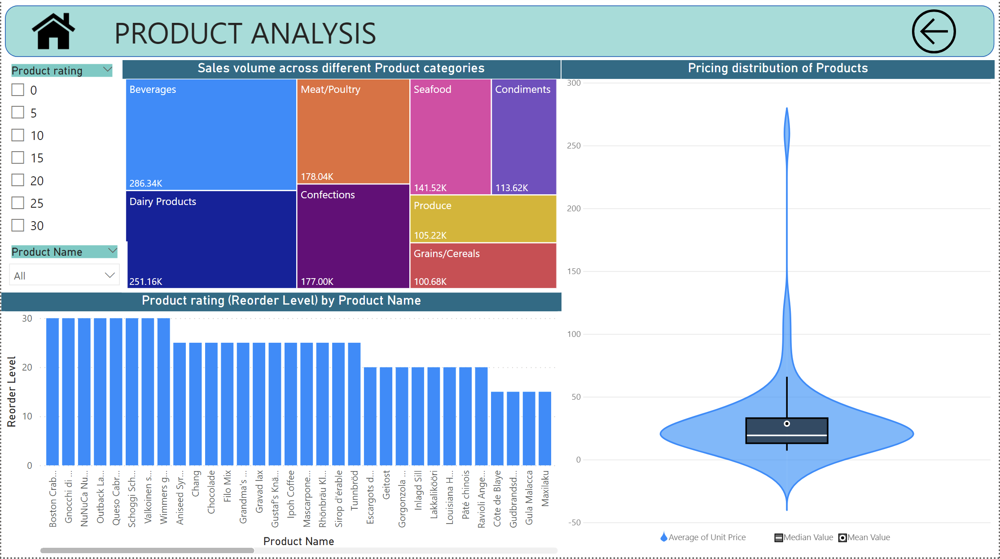 PRODUCT ANALYSIS
Product rating
0
5
10
15
20
25
30
Product Name
All
Sales volume across different Product categories
Beverages
286.34K
Dairy Products
251.16K
Meat/Poultry
178.04K
Confections
177.00K
Seafood
141.52K
Condiments
113.62K
Produce
105.22K
Grains/Cereals
100.68K
Pricing distribution of Products
300
250
200
150
100
50
0
-50
Average of Unit Price
Median Value
Mean Value
Product rating (Reorder Level) by Product Name
Reorder Level
30
20
10
0
Boston Crab...
Gnocchi di ...
NuNuCa Nu...
Outback La...
Queso Cabr...
Schoggi Sch...
Valkoinen s...
Wimmers g...
Aniseed Syr...
Chang
Chocolade
Filo Mix
Grandma's ...
Gravad lax
Gustaf's Knä...
Ipoh Coffee
Mascarpone...
Rhönbräu Kl...
Sirop d'érable
Tunnbröd
Escargots d...
Geitost
Gorgonzola ...
Inlagd Sill
Lakkalikööri
Louisiana H...
Pâté chinois
Ravioli Ange...
Côte de Blaye
Gudbrandsd...
Gula Malacca
Maxilaku
Product Name